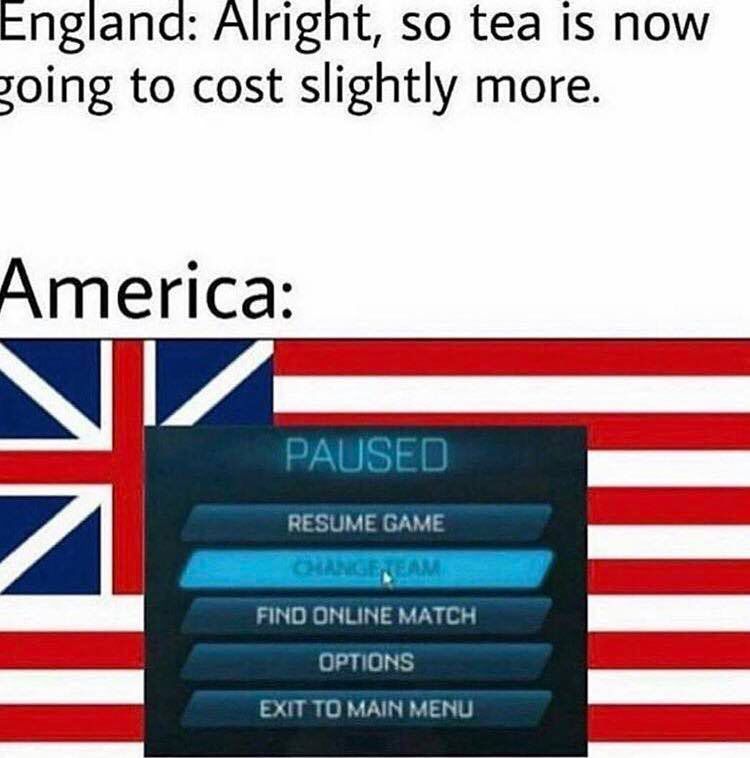 England: Alright, so tea is now
going to cost slightly more.
America:
PAUSED
RESUME GAME
CHANGE TEAM
FIND ONLINE MATCH
OPTIONS
EXIT TO MAIN MENU